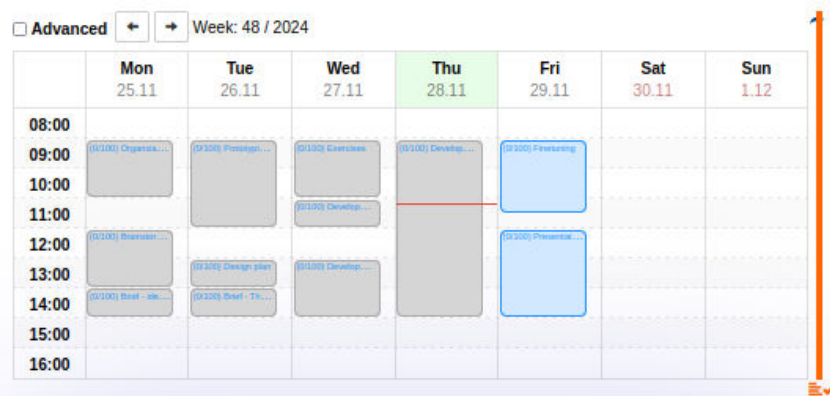 Advanced Week: 48 / 2024
Mon Tue Wed Thu Fri Sat Sun
25.11 26.11 27.11 28.11 29.11 30.11 1.12
08:00
09:00
(0/100) Organiza... (0/100) Prototypi... (0/100) Exercises (0/100) Develop... (0/100) Finetuning
10:00
(0/100) Develop...
11:00
12:00
(0/100) Brainstor... (0/100) Presentat...
13:00
(0/100) Design plan (0/100) Develop...
14:00
(0/100) Brief - (0/100) Brief - Th...
15:00
16:00